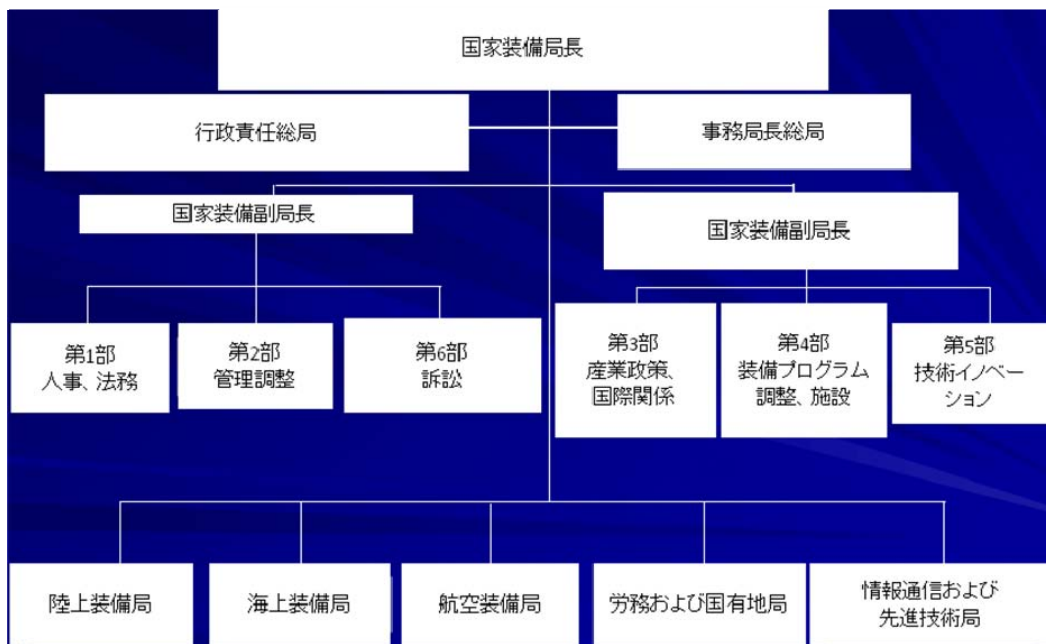 国家装備局長
行政責任総局
事務局長総局
国家装備副局長
国家装備副局長
第1部
人事、法務
第2部
管理調整
第6部
訴訟
第3部
産業政策、
国際関係
第4部
装備プログラム
調整、施設
第5部
技術イノベー
ション
陸上装備局
海上装備局
航空装備局
労務および国有地局
情報通信および
先進技術局